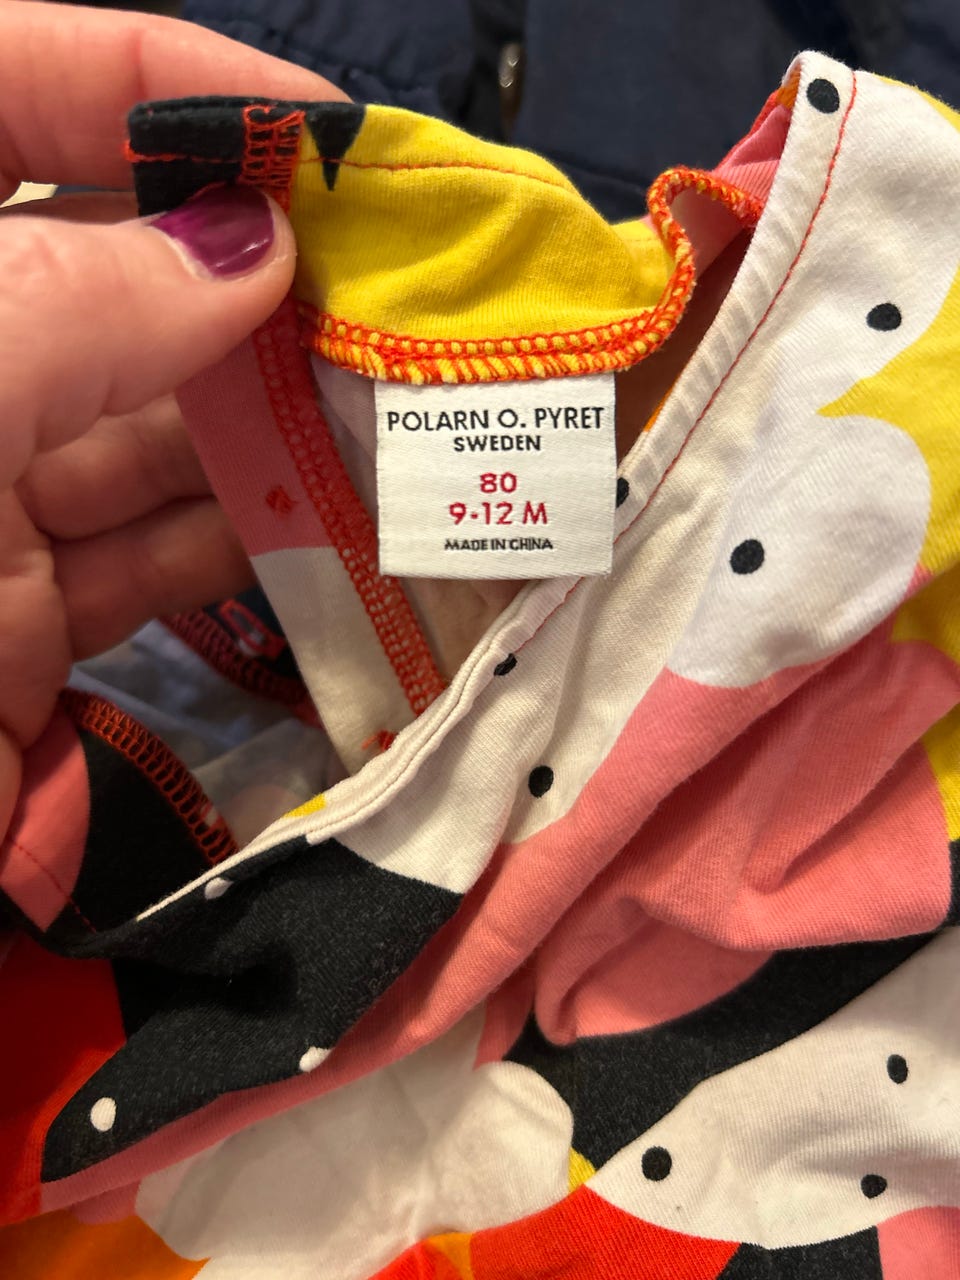 POLARN O. PYRET
SWEDEN
80
9-12 M
MADE IN CHINA